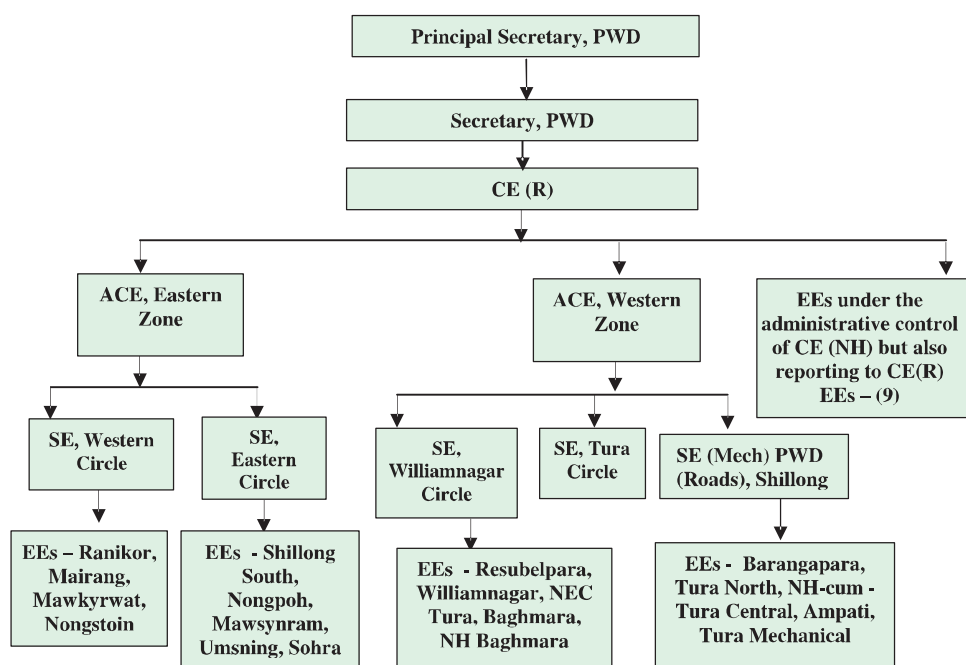 Principal Secretary, PWD
Secretary, PWD
CE (R)
ACE, Eastern
Zone
ACE, Western
Zone
EEs under the
administrative control
of CE (NH) but also
reporting to CE(R)
EEs – (9)
SE, Western
Circle
SE,
Eastern
Circle
SE,
Williamnagar
Circle
SE, Tura
Circle
SE (Mech) PWD
(Roads), Shillong
EEs – Ranikor,
Mairang,
Mawkyrwat,
Nongstoin
EEs - Shillong
South,
Nongpoh,
Mawsynram,
Umsning, Sohra
EEs - Resubelpara,
Williamnagar, NEC
Tura, Baghmara,
NH Baghmara
EEs - Barangapara,
Tura North, NH-cum -
Tura Central, Ampati,
Tura Mechanical